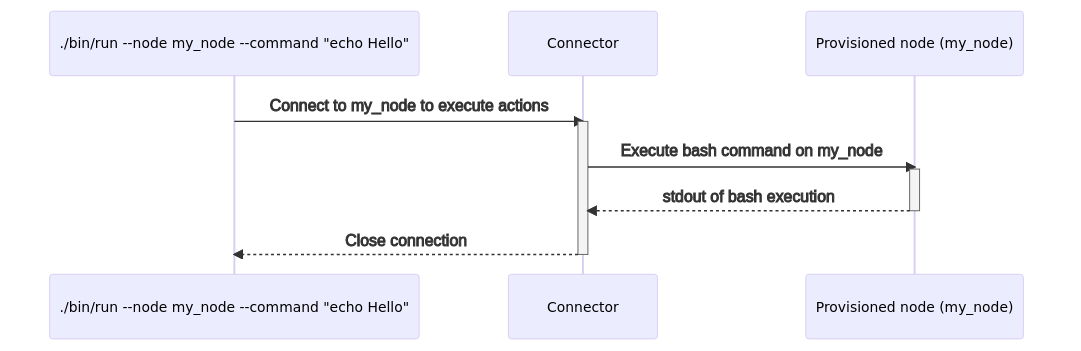 ./bin/run --node my_node --command "echo Hello"
Connector
Provisioned node (my_node)
Connect to my_node to execute actions
Execute bash command on my_node
stdout of bash execution
Close connection
./bin/run --node my_node --command "echo Hello"
Connector
Provisioned node (my_node)